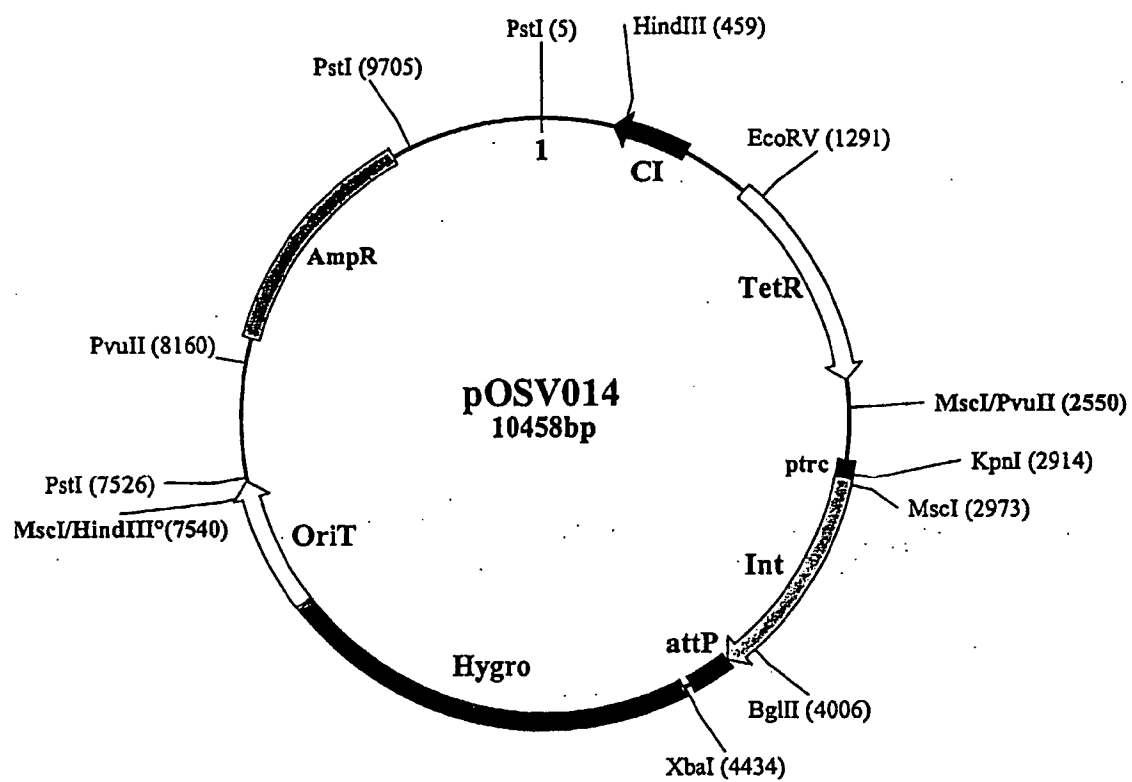 PstI (5)
HindIII (459)
PstI (9705)
1
CI
EcoRV (1291)
AmpR
TetR
PvuII (8160)
pOSV014
10458bp
MscI/PvuII (2550)
ptrc
KpnI (2914)
PstI (7526)
MscI (2973)
MscI/HindIII° (7540)
OriT
Int
attP
Hygro
BglII (4006)
XbaI (4434)